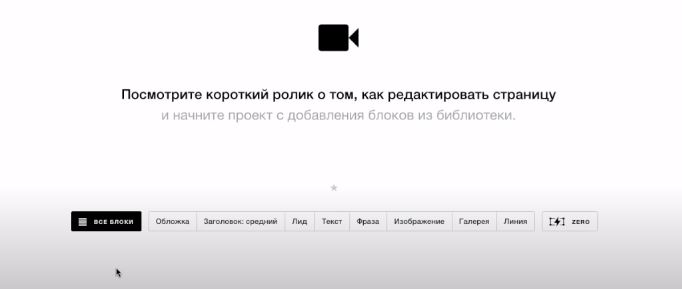 Посмотрите короткий ролик о том, как редактировать страницу
и начните проект с добавления блоков из библиотеки.
ВСЕ БЛОКИ Обложка Заголовок: средний Лид Текст Фраза Изображение Галерея Линия ZERO